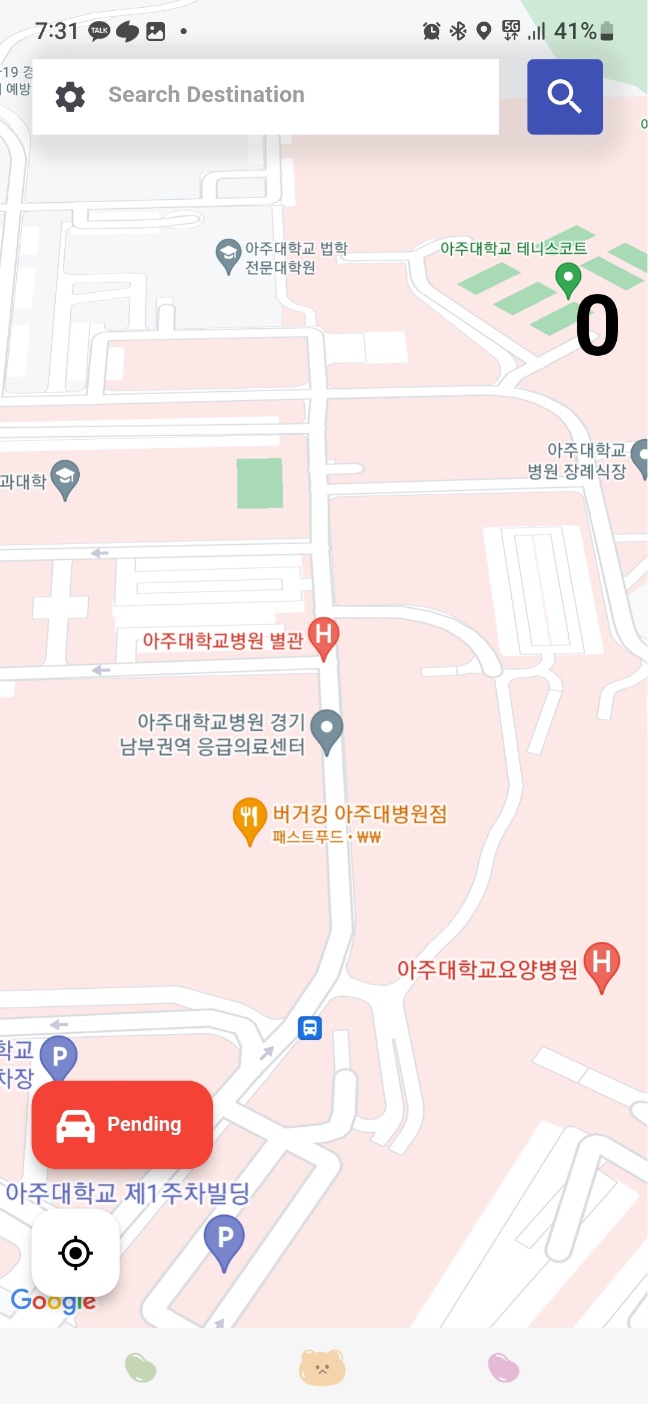 7:31
TALK
5G
41%
-19 경
예방
Search Destination
아주대학교 법학
전문대학원
아주대학교 테니스코트
0
아주대학교
병원 장례식장
과대학
아주대학교병원 별관
H
아주대학교병원 경기
남부권역 응급의료센터
버거킹 아주대병원점
패스트푸드 • ₩₩
아주대학교요양병원
H
학교
차장
P
Pending
아주대학교 제1주차빌딩
P
Google